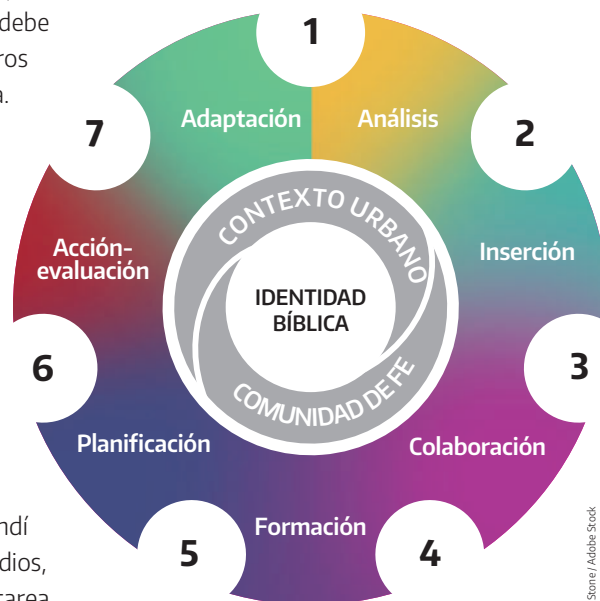 debe
ros
a.
1
Adaptación
Análisis
7
2
CONTEXTO URBANO
Acción-
evaluación
Inserción
IDENTIDAD
BÍBLICA
6
3
COMUNIDAD DE FE
Planificación
Colaboración
Formación
5
4
ndí
dios,
tarea
Stone / Adobe Stock